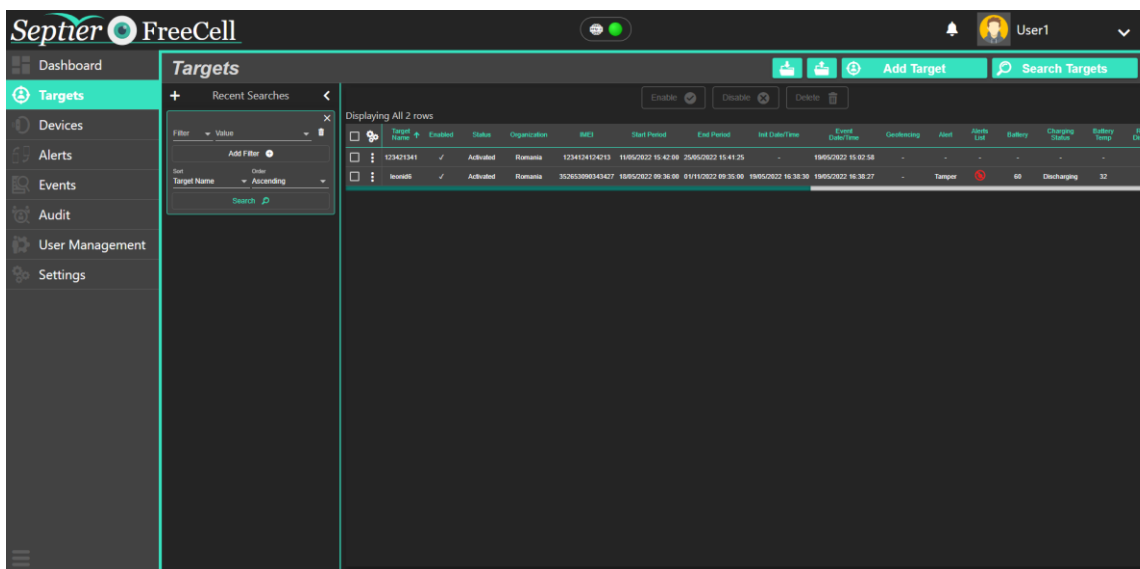 Septier FreeCell
User1
Dashboard
Targets
Devices
Alerts
Events
Audit
User Management
Settings
Targets
Add Target
Search Targets
Recent Searches
Filter Value
Add Filter
Sort Order
Target Name Ascending
Search
Enable Disable Delete
Displaying All 2 rows
Target Name Enabled Status Organization IMEI Start Period End Period Init Date/Time Event Date/Time Geofencing Alert Alerts List Battery Charging Status Battery Temp
123421341 ✓ Activated Romania 1234124124213 11/05/2022 15:42:00 25/05/2022 15:41:25 - 19/05/2022 15:02:58 - - - - - -
leonid6 ✓ Activated Romania 352653090343427 18/05/2022 09:36:00 01/11/2022 09:35:00 19/05/2022 16:38:30 19/05/2022 16:38:27 - Tamper 60 Discharging 32